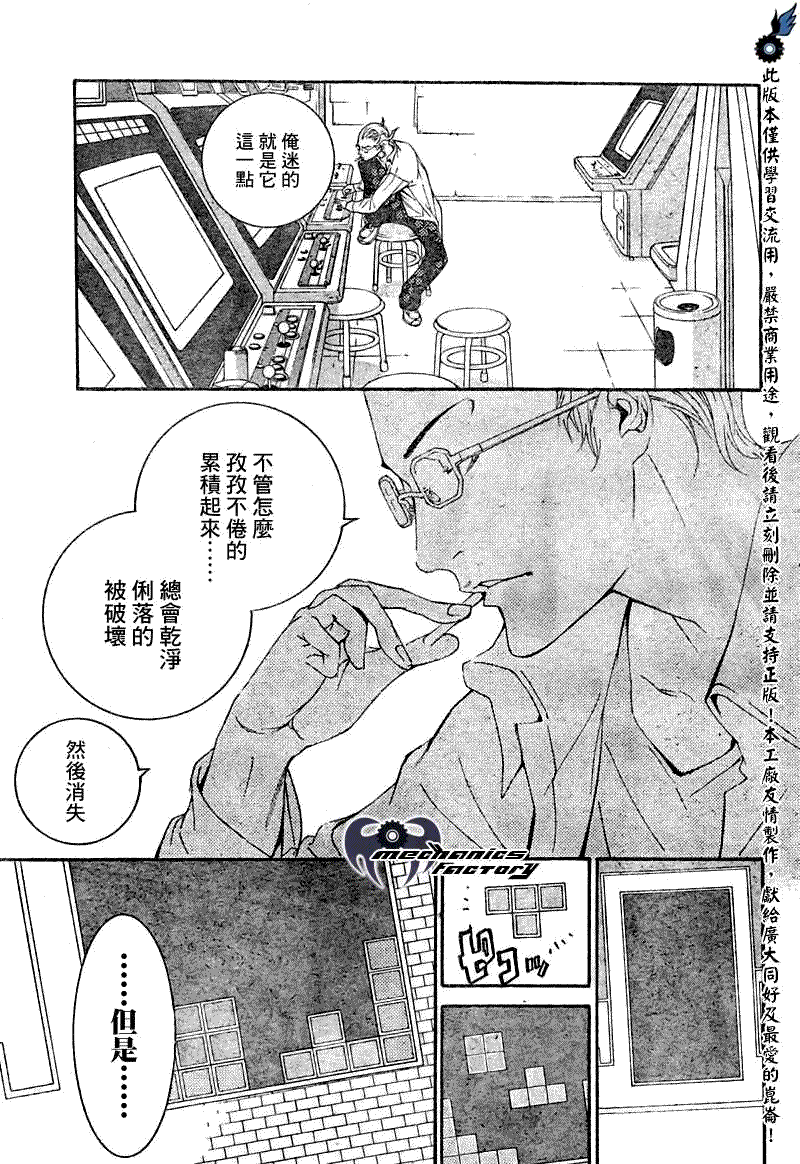 俺迷的
就是它
這一點
不管怎麼
孜孜不倦的
累積起來……
總會乾淨
俐落的
被破壞
然後消失
mechanics
factory
ピコッ
……但是……
此版本僅供學習交流用，嚴禁商業用途，觀看後請立刻刪除並請支持正版！本工廠友情製作，獻給廣大同好及最愛的崑崙！